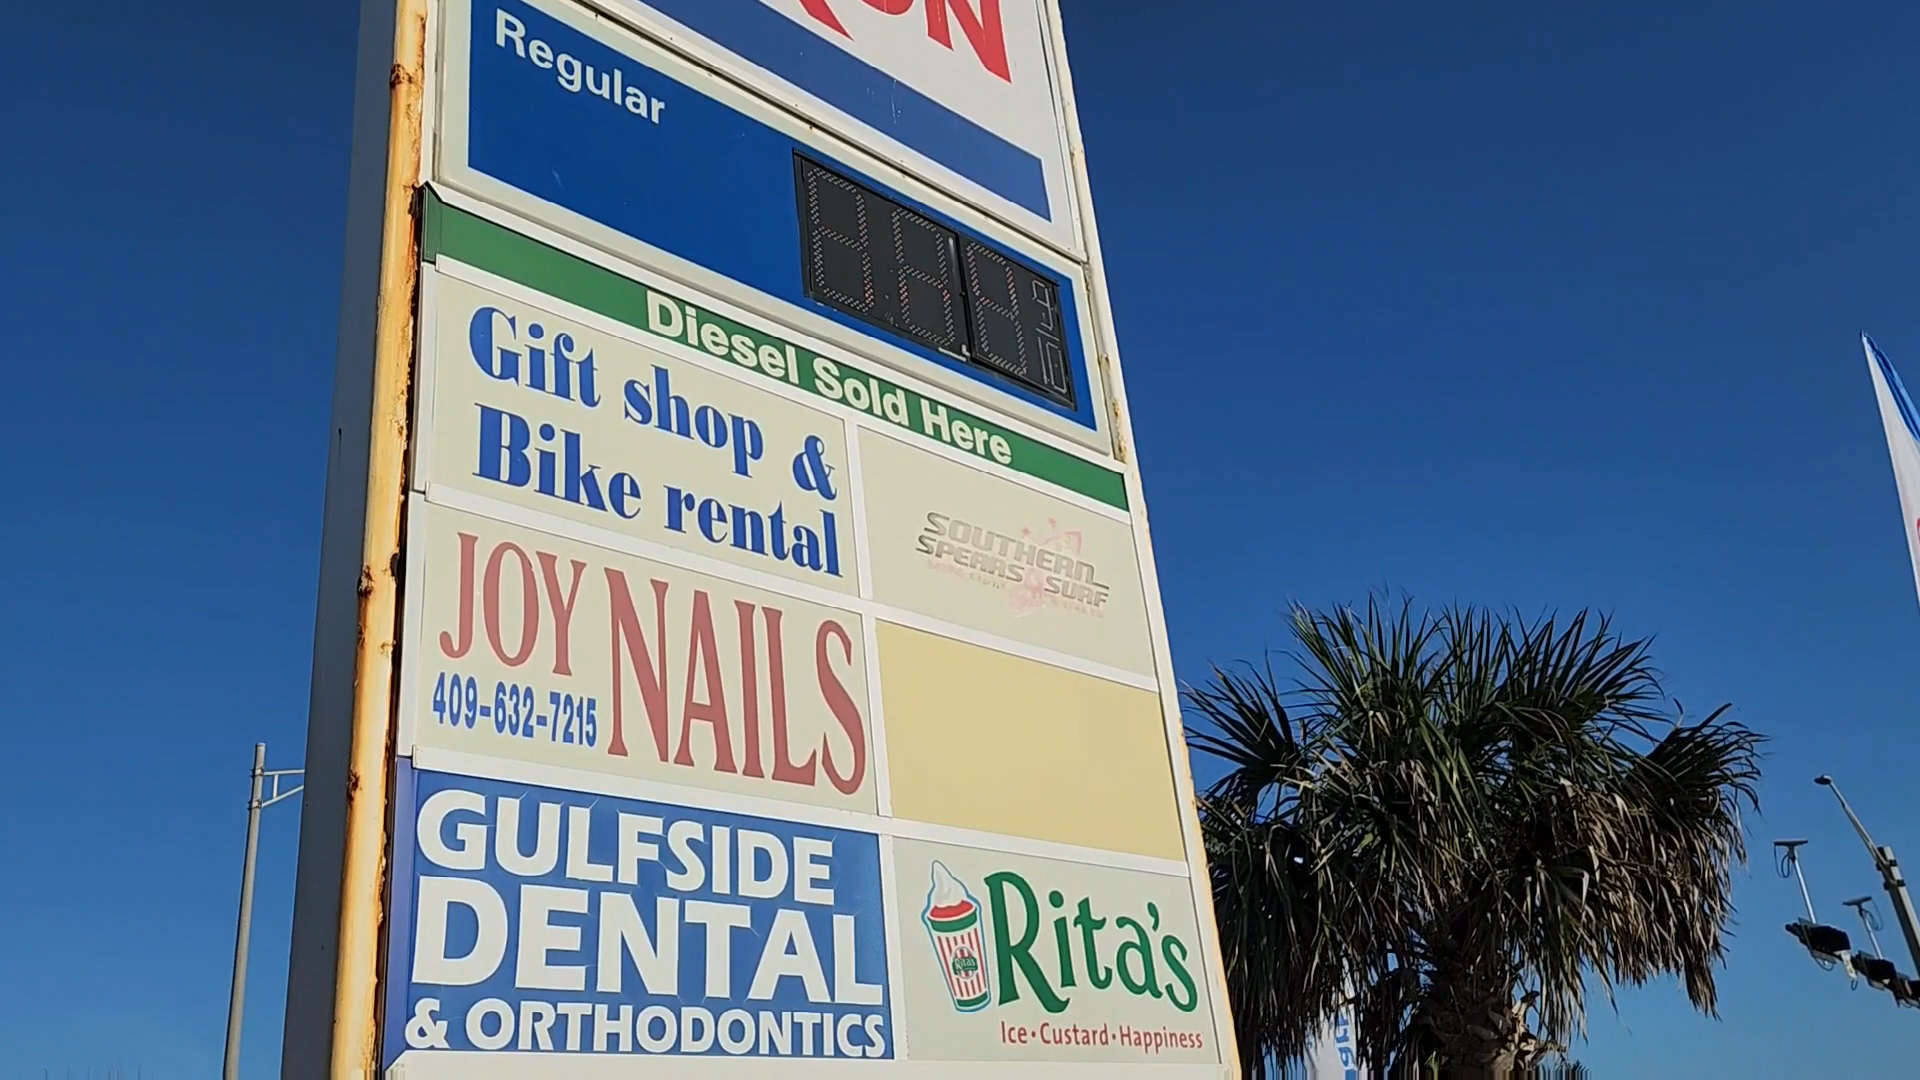 Regular
Diesel Sold Here
Gift shop &
Bike rental
SOUTHERN
SPEARS SURF
JOY NAILS
409-632-7215
GULFSIDE
DENTAL
& ORTHODONTICS
Rita's
Rita's
Ice • Custard • Happiness